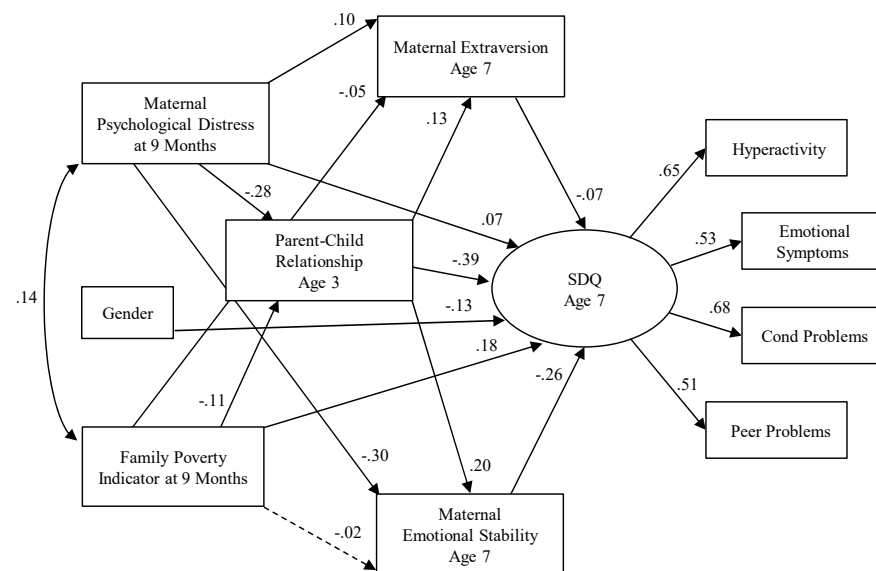 .10
Maternal Extraversion
Age 7
Maternal
Psychological Distress
at 9 Months
-.05
.13
Hyperactivity
-.28
-.07
.65
Parent-Child
Relationship
Age 3
.07
.53
Emotional
Symptoms
-.39
SDQ
Age 7
.14
Gender
-.13
.68
Cond Problems
.18
-.11
-.26
.51
Peer Problems
Family Poverty
Indicator at 9 Months
-.30
.20
-.02
Maternal
Emotional Stability
Age 7